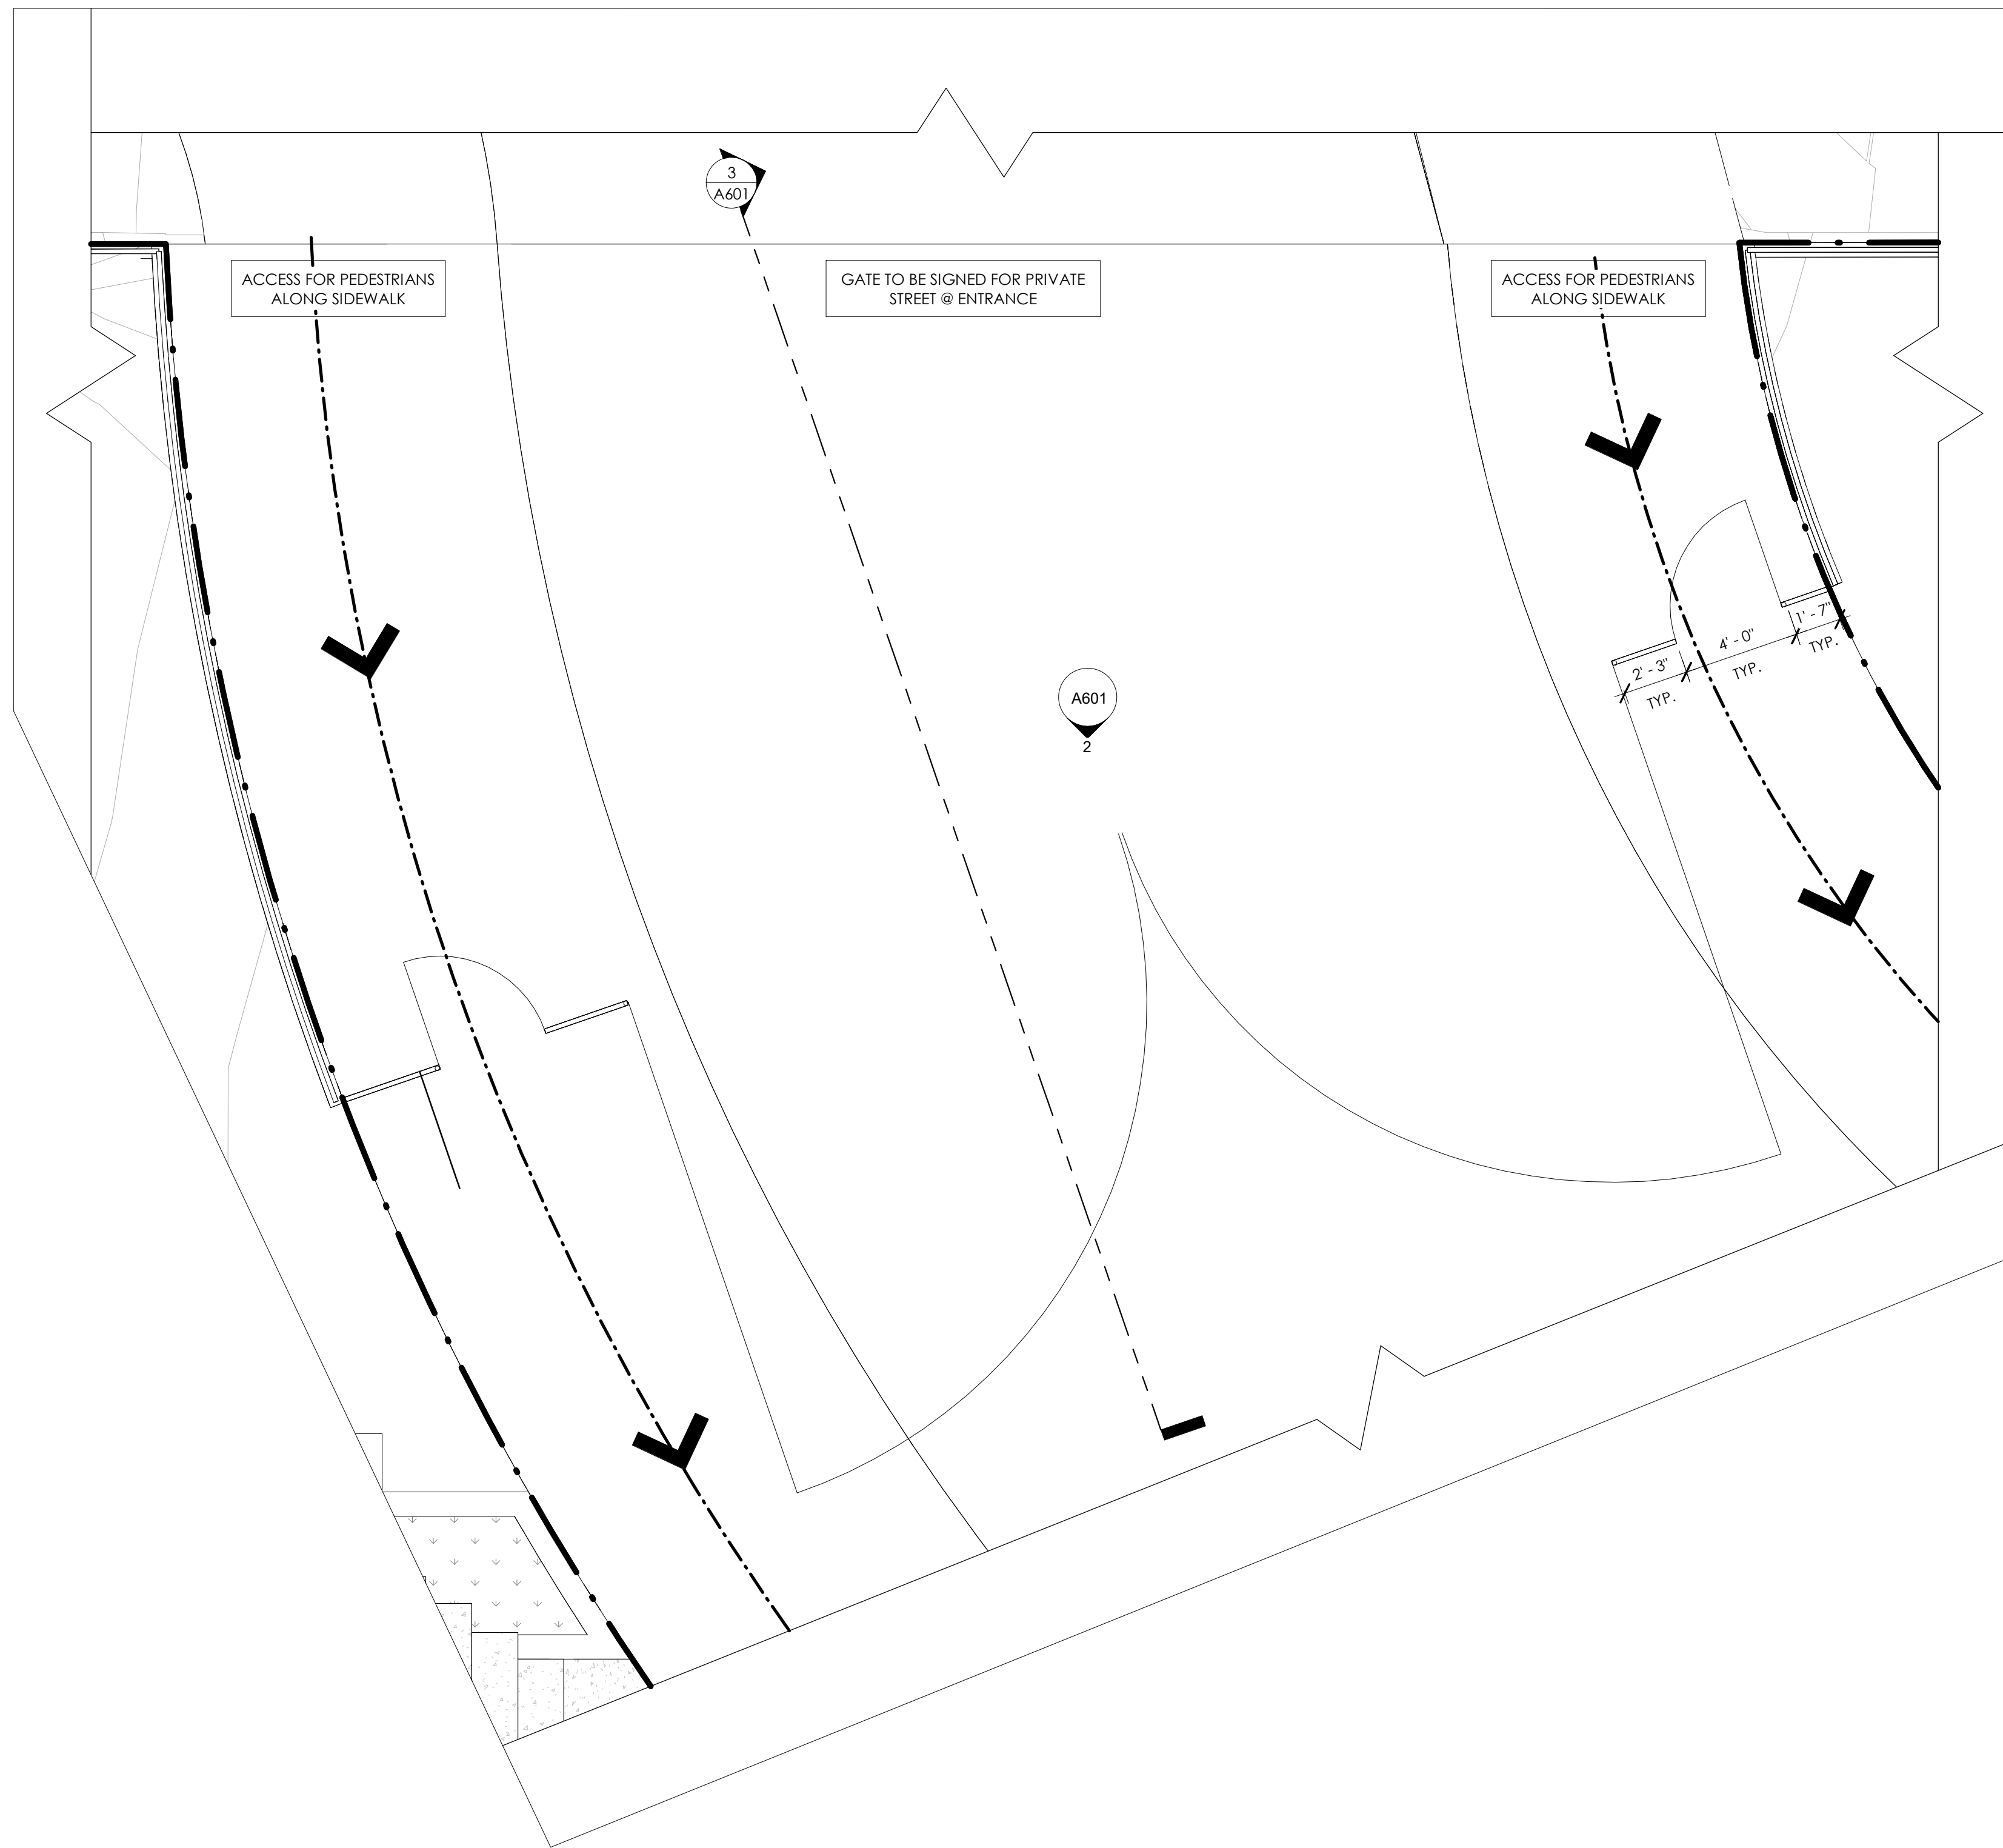 3
A601
ACCESS FOR PEDESTRIANS
ALONG SIDEWALK
GATE TO BE SIGNED FOR PRIVATE
STREET @ ENTRANCE
ACCESS FOR PEDESTRIANS
ALONG SIDEWALK
2' - 3"
TYP.
4' - 0"
TYP.
1' - 7"
TYP.
A601
2